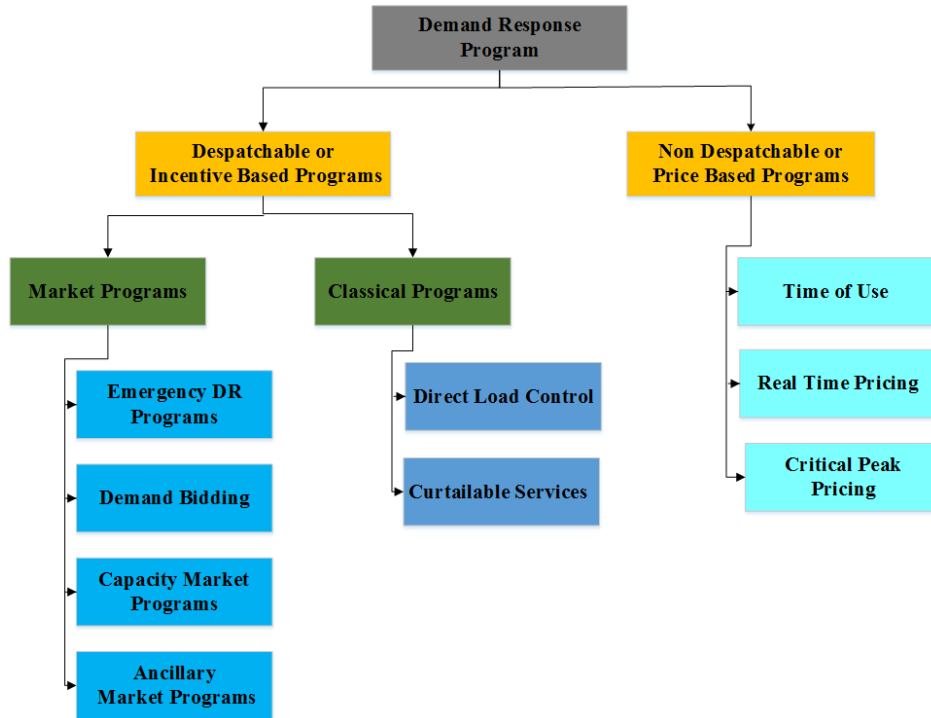 Demand Response
Program
Despatchable or
Incentive Based Programs
Non Despatchable or
Price Based Programs
Market Programs
Classical Programs
Time of Use
Emergency DR
Programs
Direct Load Control
Real Time Pricing
Demand Bidding
Curtailable Services
Critical Peak
Pricing
Capacity Market
Programs
Ancillary
Market Programs